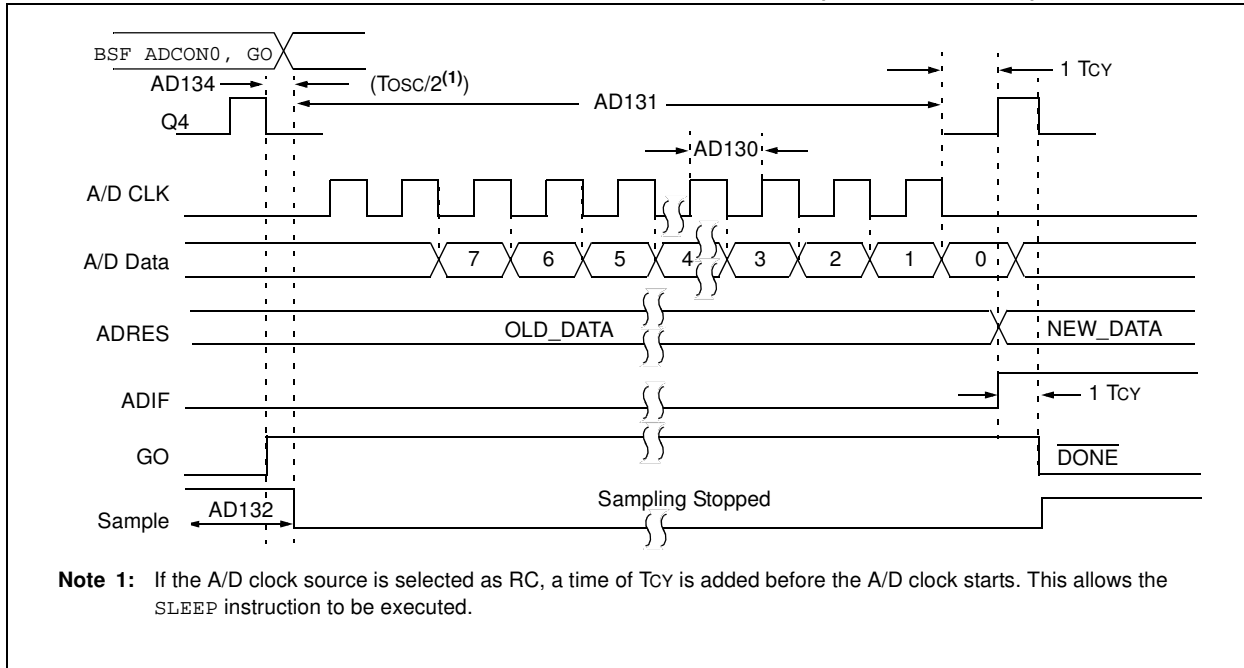 BSF ADCON0, GO
AD134
(TOSC/2(1))
AD131
1 TCY
Q4
AD130
A/D CLK
A/D Data
7 6 5 4 3 2 1 0
ADRES
OLD_DATA
NEW_DATA
ADIF
1 TCY
GO
DONE
Sample
AD132
Sampling Stopped
Note 1: If the A/D clock source is selected as RC, a time of TCY is added before the A/D clock starts. This allows the
SLEEP instruction to be executed.